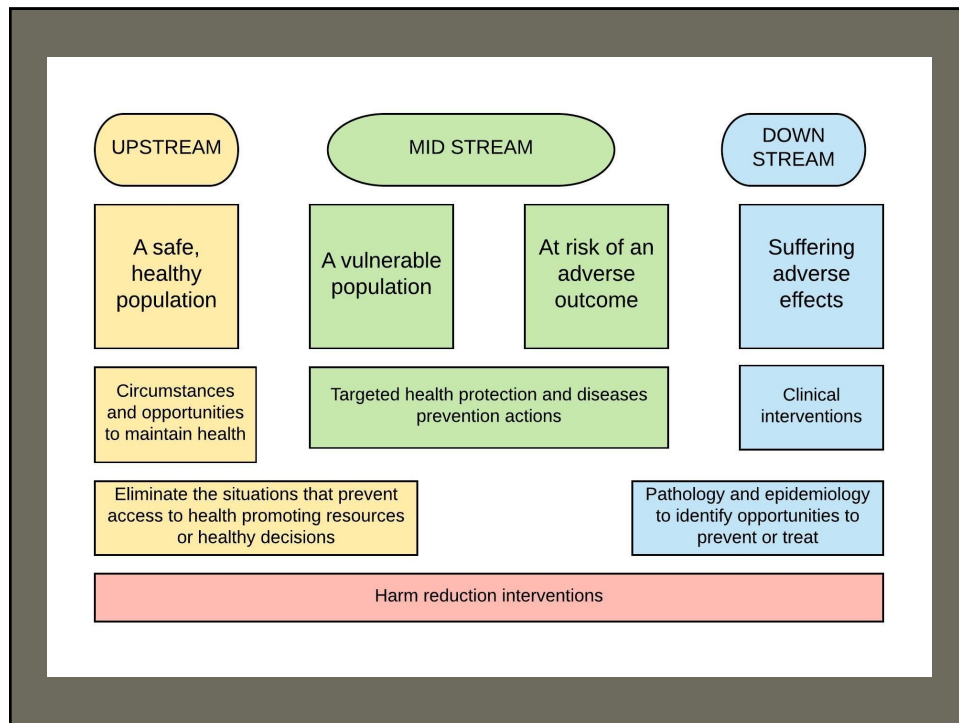 UPSTREAM
MID STREAM
DOWN
STREAM
A safe,
healthy
population
A vulnerable
population
At risk of an
adverse
outcome
Suffering
adverse
effects
Circumstances
and opportunities
to maintain health
Targeted health protection and diseases
prevention actions
Clinical
interventions
Eliminate the situations that prevent
access to health promoting resources
or healthy decisions
Pathology and epidemiology
to identify opportunities to
prevent or treat
Harm reduction interventions